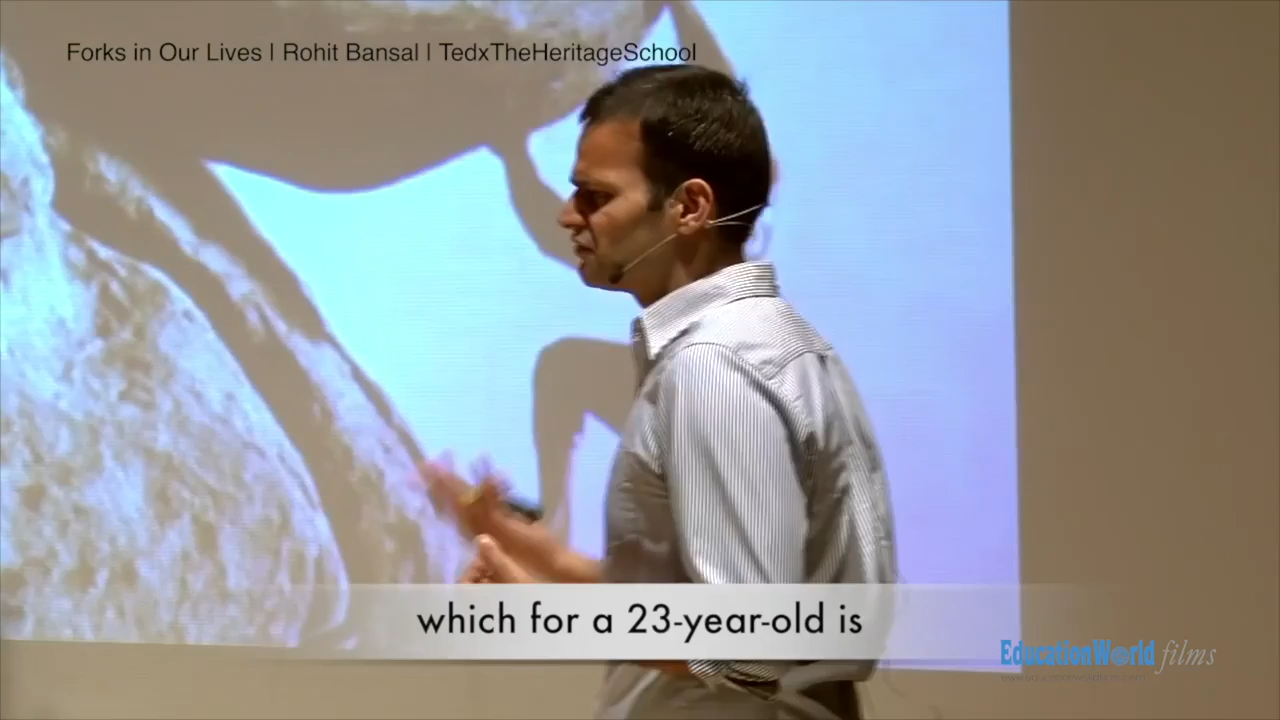 Forks in Our Lives | Rohit Bansal | TedxTheHeritageSchool
which for a 23-year-old is
EducationWorld films